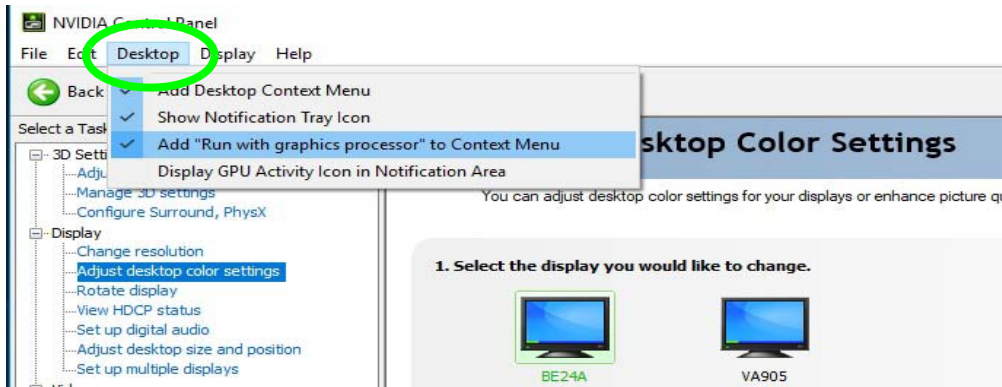 NVIDIA Control Panel
File Edit Desktop Display Help
Back
Add Desktop Context Menu
Show Notification Tray Icon
Add "Run with graphics processor" to Context Menu
Display GPU Activity Icon in Notification Area
Select a Task
3D Setti
Adju
Manage 3D settings
Configure Surround, PhysX
Display
Change resolution
Adjust desktop color settings
Rotate display
View HDCP status
Set up digital audio
Adjust desktop size and position
Set up multiple displays
sktop Color Settings
You can adjust desktop color settings for your displays or enhance picture qu
1. Select the display you would like to change.
BE24A
VA905